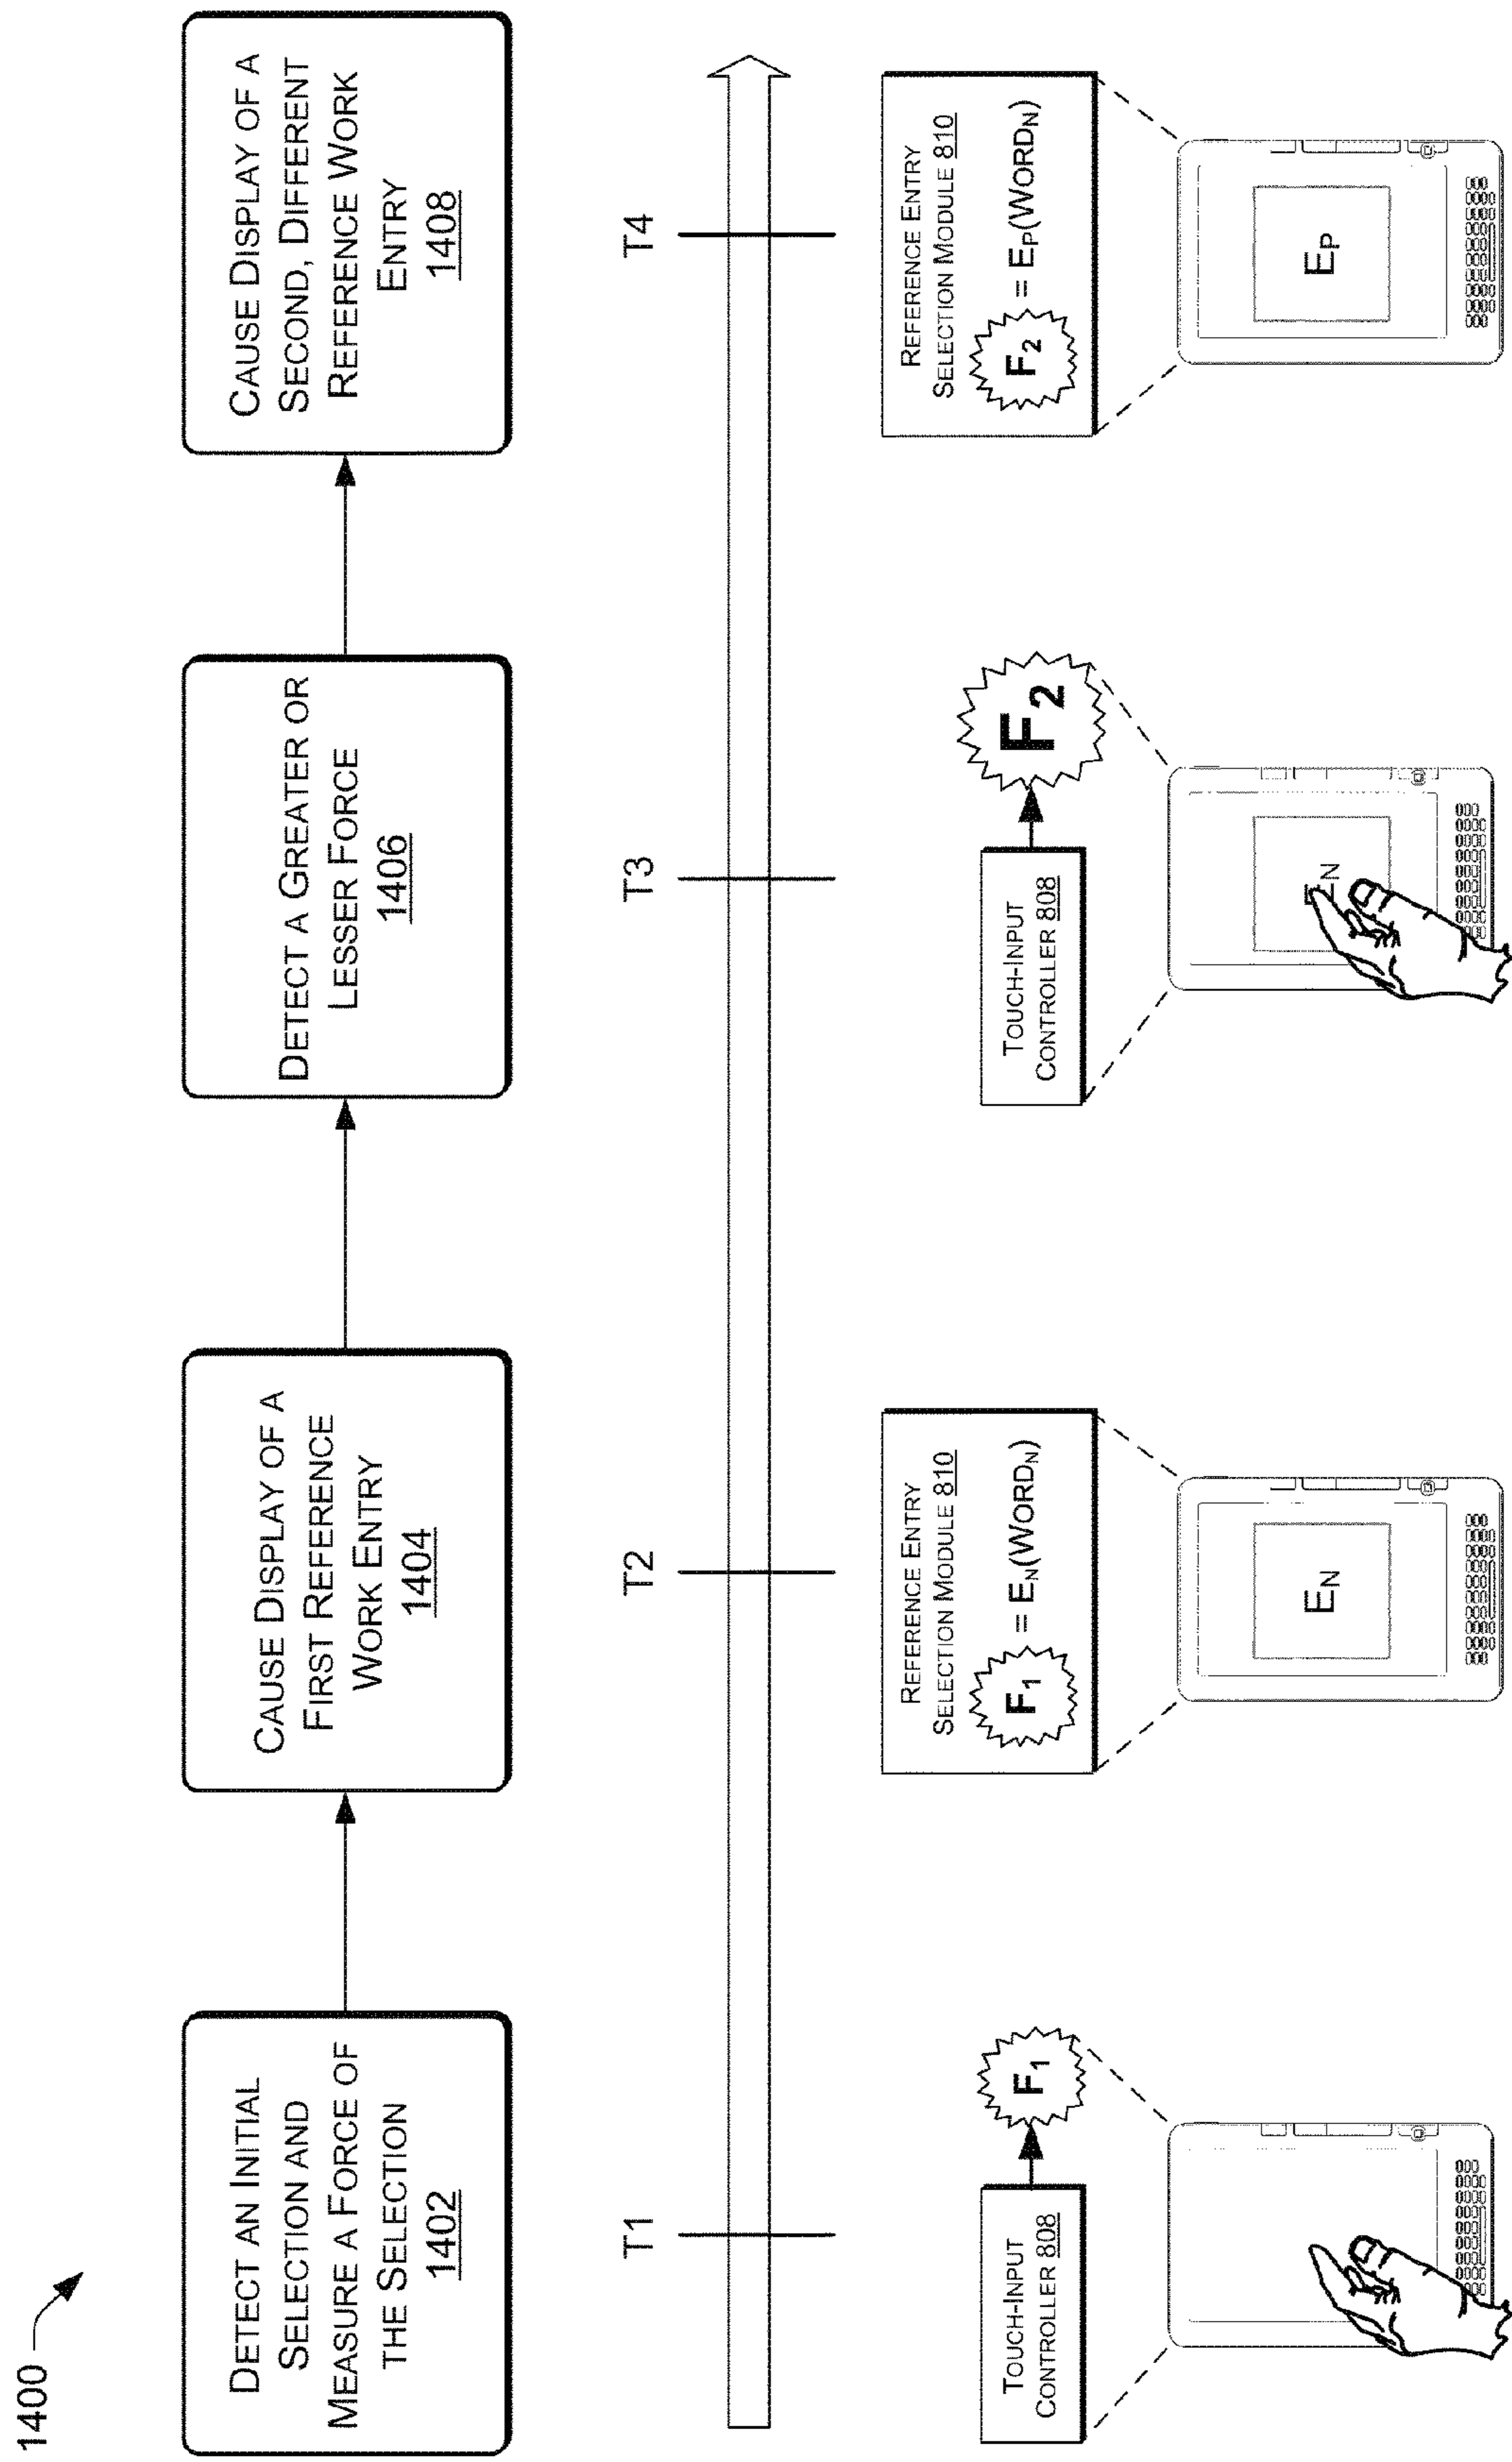 1400
DETECT AN INITIAL
SELECTION AND
MEASURE A FORCE OF
THE SELECTION
1402
CAUSE DISPLAY OF A
FIRST REFERENCE
WORK ENTRY
1404
DETECT A GREATER OR
LESSER FORCE
1406
CAUSE DISPLAY OF A
SECOND, DIFFERENT
REFERENCE WORK
ENTRY
1408
T1
T2
T3
T4
TOUCH-INPUT
CONTROLLER 808
F1
REFERENCE ENTRY
SELECTION MODULE 810
F1 = EN(WORDN)
EN
TOUCH-INPUT
CONTROLLER 808
F2
EN
REFERENCE ENTRY
SELECTION MODULE 810
F2 = EP(WORDN)
EP